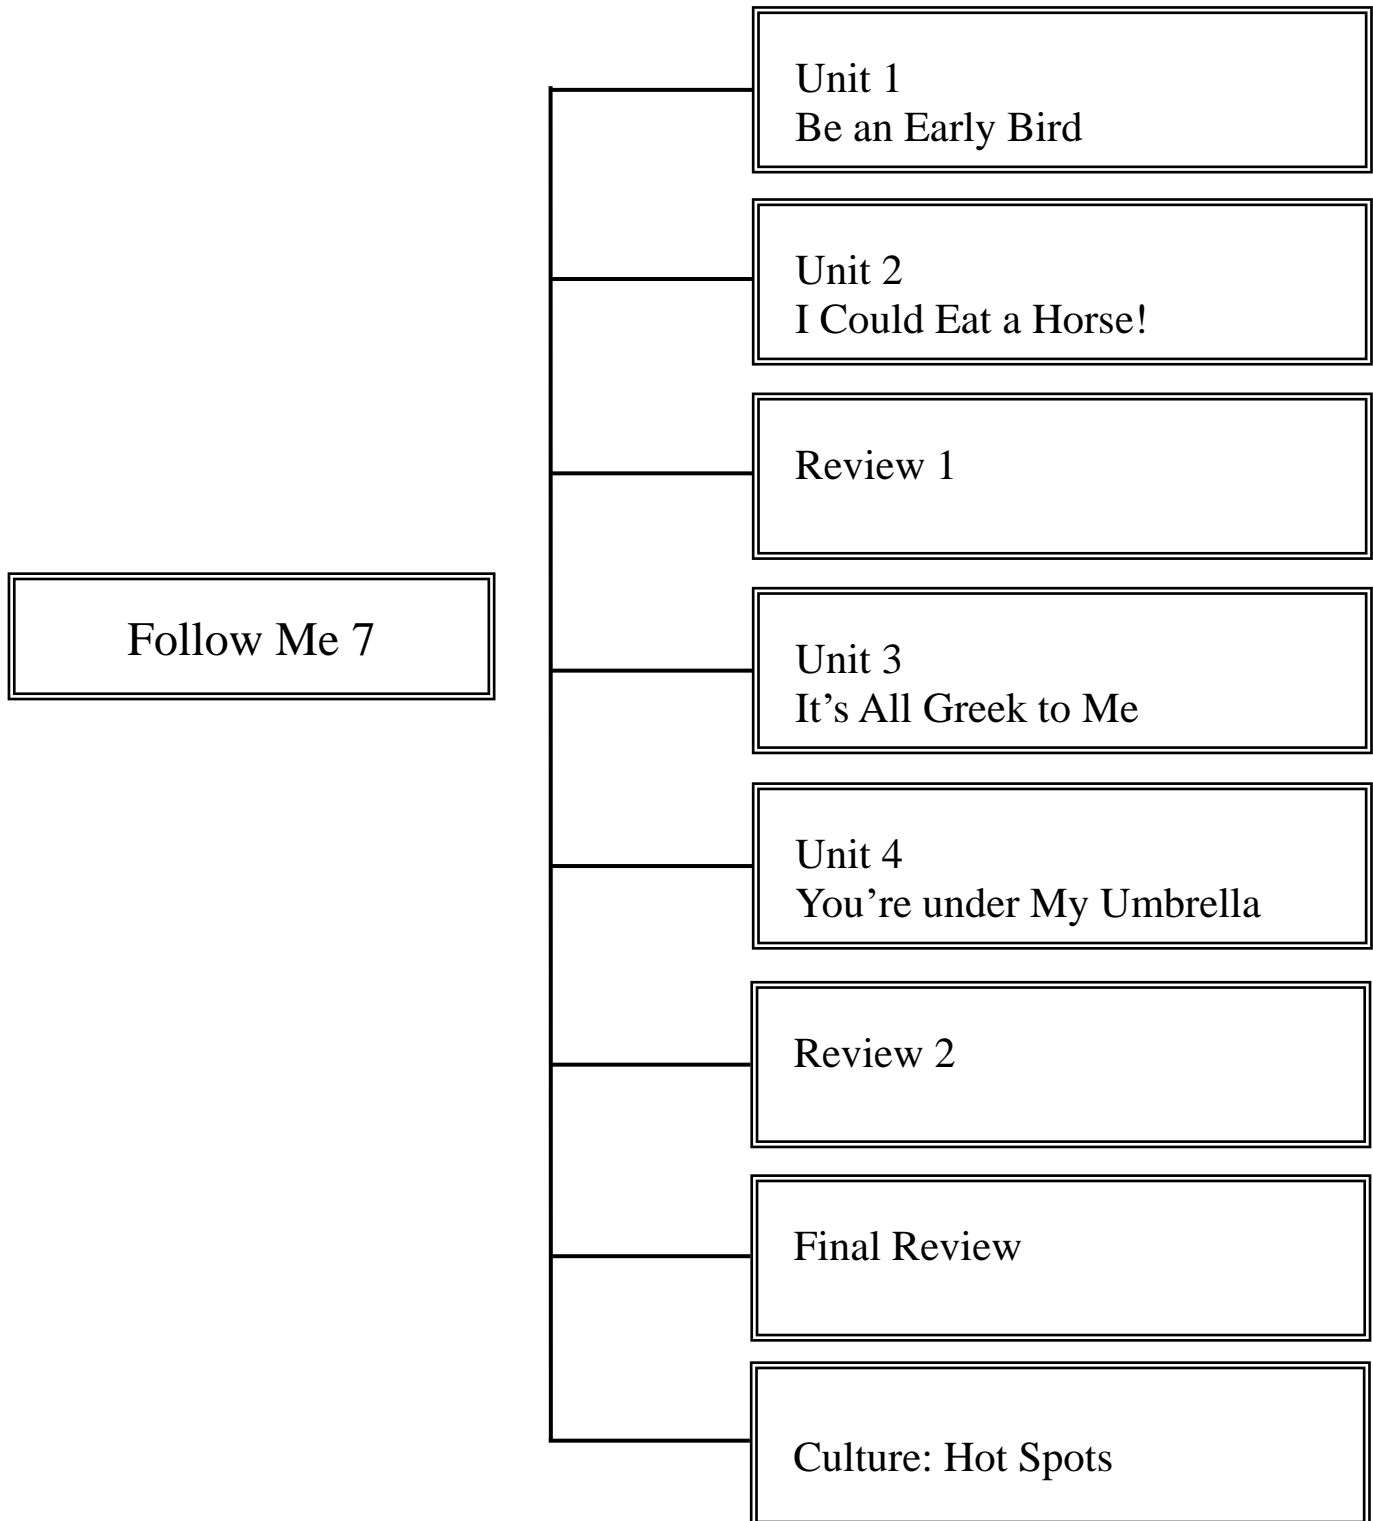 Unit 1
Be an Early Bird
Unit 2
I Could Eat a Horse!
Review 1
Follow Me 7
Unit 3
It’s All Greek to Me
Unit 4
You’re under My Umbrella
Review 2
Final Review
Culture: Hot Spots